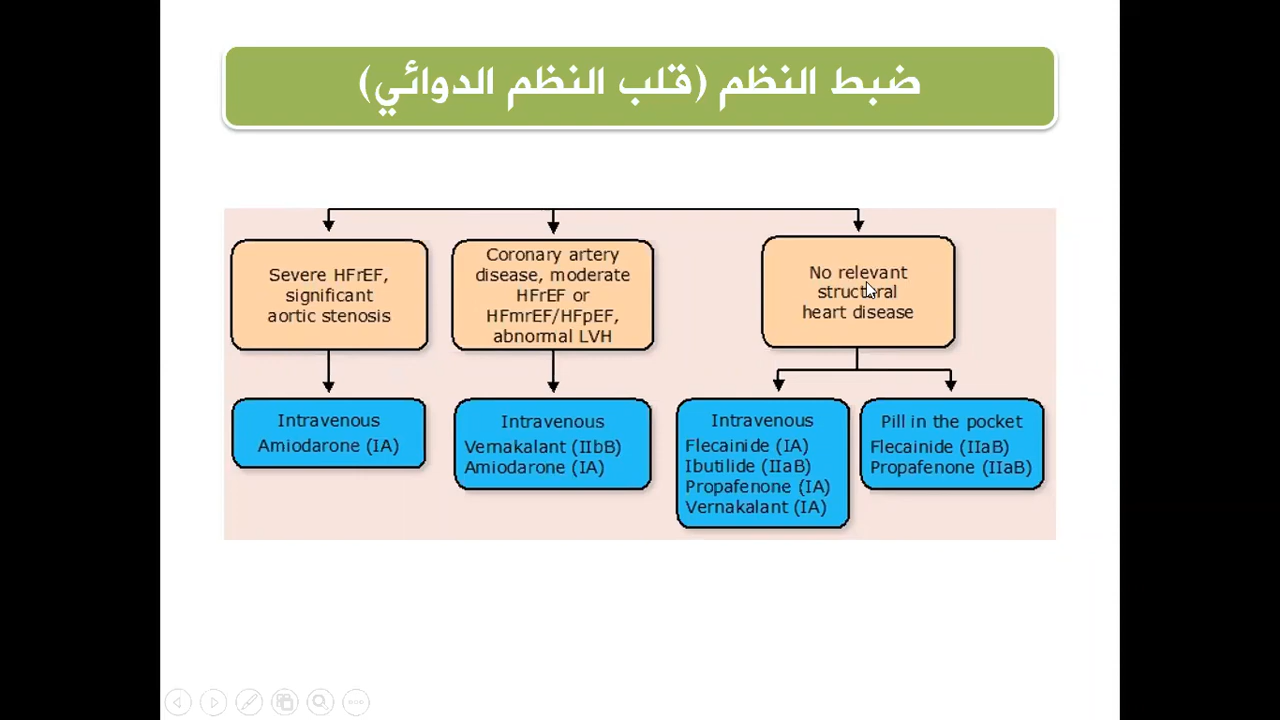 ضبط النظم (قلب النظم الدوائي)
Severe HFrEF,
significant
aortic stenosis
Coronary artery
disease, moderate
HFrEF or
HFmrEF/HFpEF,
abnormal LVH
No relevant
structural
heart disease
Intravenous
Amiodarone (IA)
Intravenous
Vernakalant (IIbB)
Amiodarone (IA)
Intravenous
Flecainide (IA)
Ibutilide (IIaB)
Propafenone (IA)
Vernakalant (IA)
Pill in the pocket
Flecainide (IIaB)
Propafenone (IIaB)